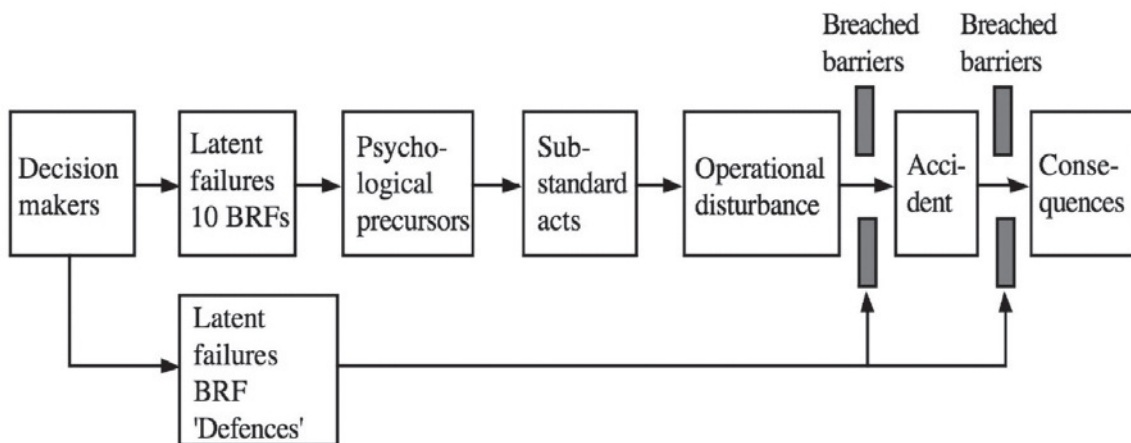 Breached
barriers
Breached
barriers
Decision
makers
Latent
failures
10 BRFs
Psycho-
logical
precursors
Sub-
standard
acts
Operational
disturbance
Acci-
dent
Conse-
quences
Latent
failures
BRF
'Defences'